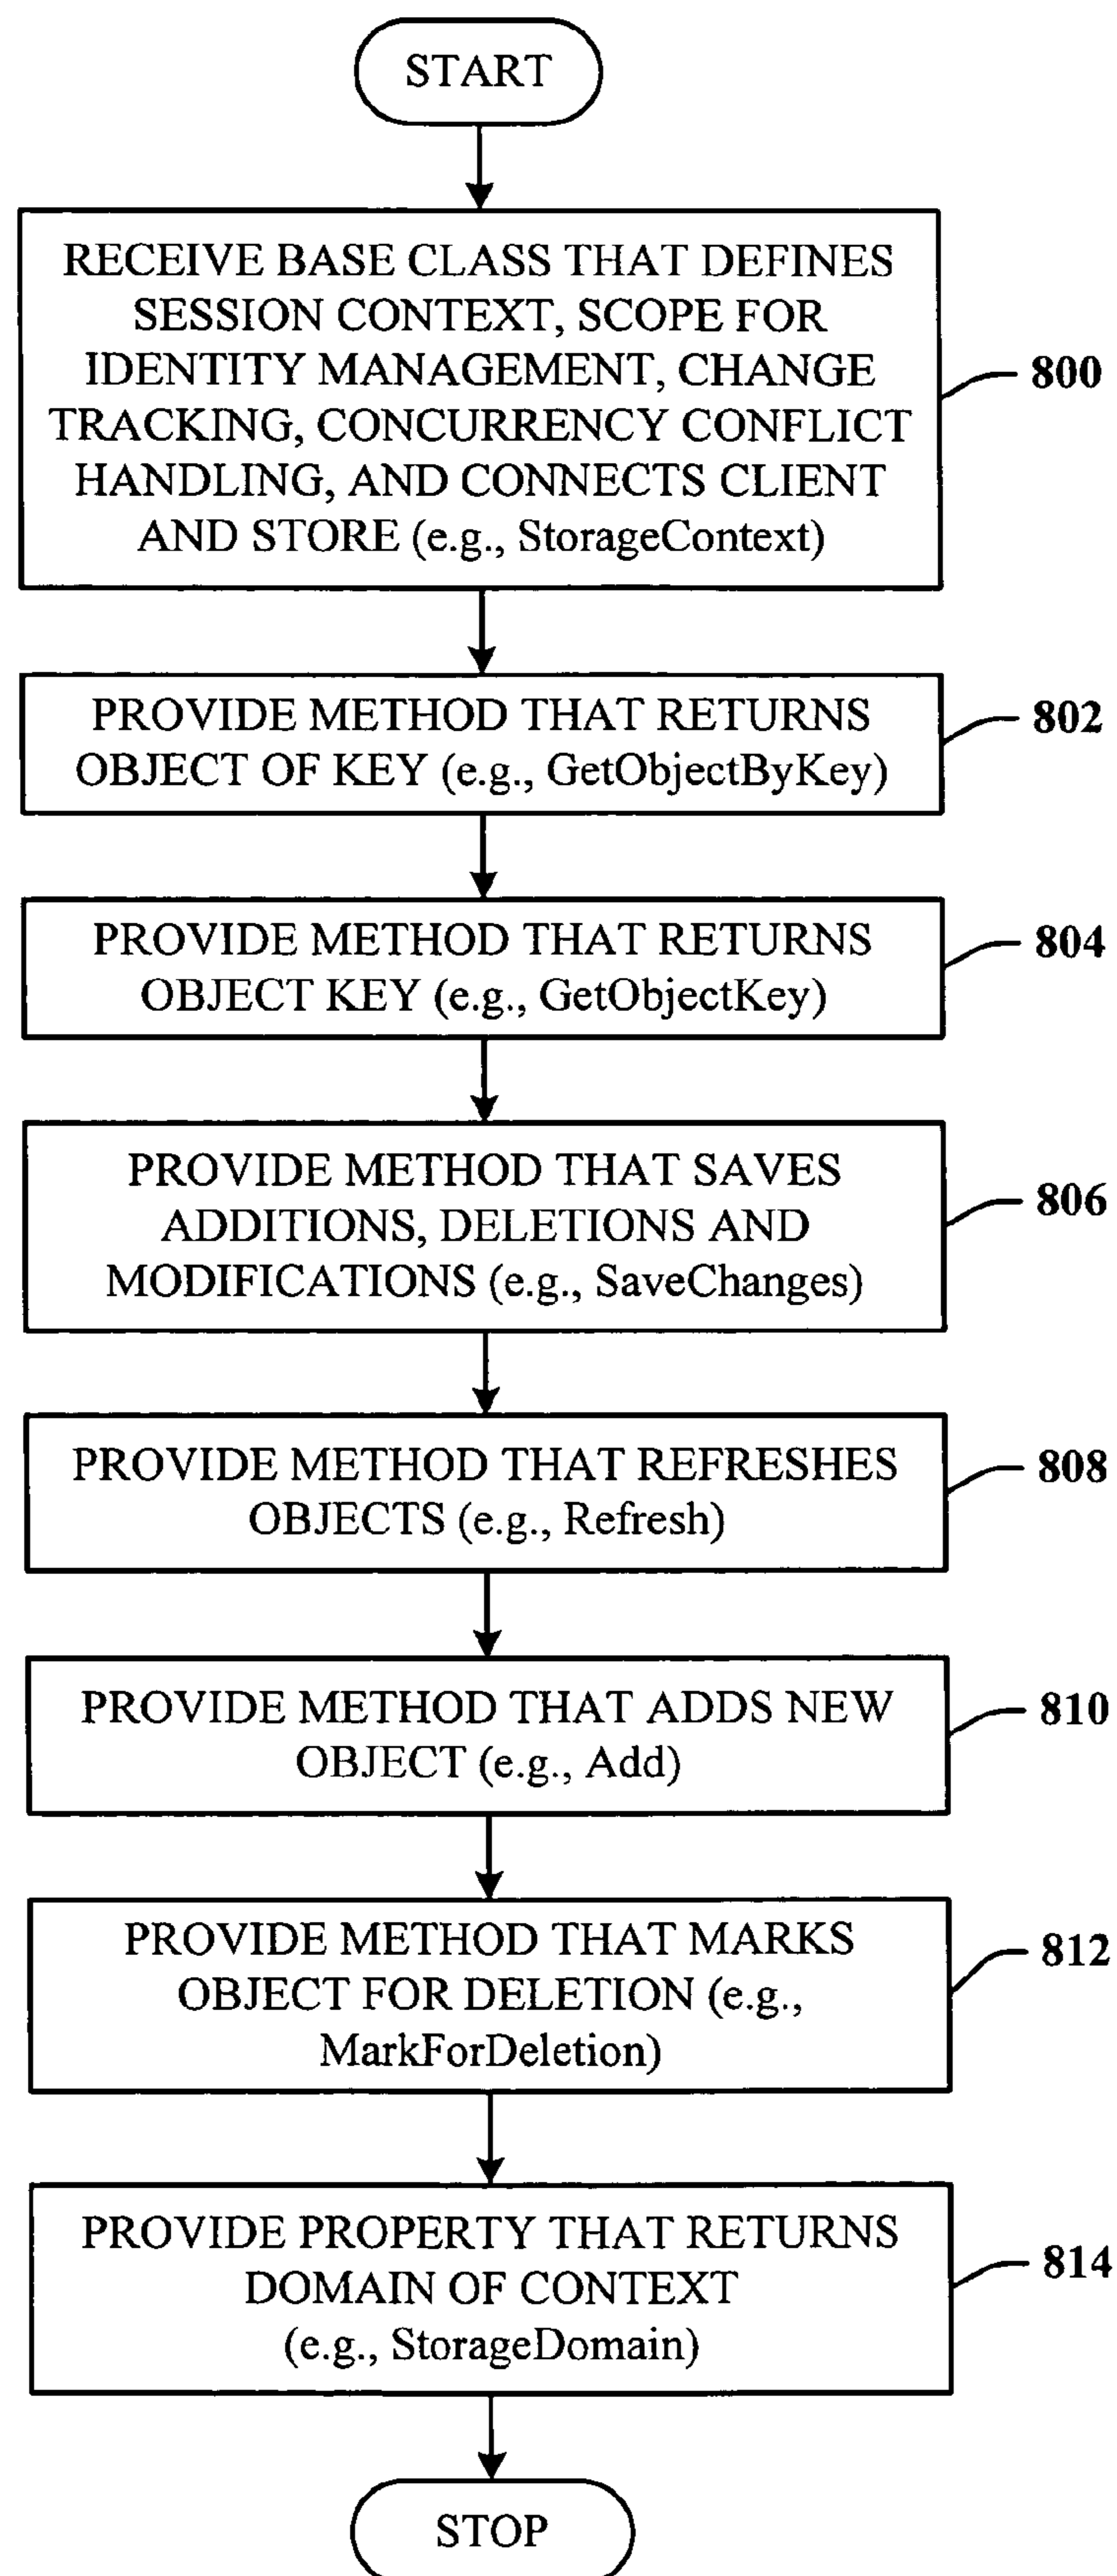 START
RECEIVE BASE CLASS THAT DEFINES
SESSION CONTEXT, SCOPE FOR
IDENTITY MANAGEMENT, CHANGE
TRACKING, CONCURRENCY CONFLICT
HANDLING, AND CONNECTS CLIENT
AND STORE (e.g., StorageContext)
800
PROVIDE METHOD THAT RETURNS
OBJECT OF KEY (e.g., GetObjectByKey)
802
PROVIDE METHOD THAT RETURNS
OBJECT KEY (e.g., GetObjectKey)
804
PROVIDE METHOD THAT SAVES
ADDITIONS, DELETIONS AND
MODIFICATIONS (e.g., SaveChanges)
806
PROVIDE METHOD THAT REFRESHES
OBJECTS (e.g., Refresh)
808
PROVIDE METHOD THAT ADDS NEW
OBJECT (e.g., Add)
810
PROVIDE METHOD THAT MARKS
OBJECT FOR DELETION (e.g.,
MarkForDeletion)
812
PROVIDE PROPERTY THAT RETURNS
DOMAIN OF CONTEXT
(e.g., StorageDomain)
814
STOP